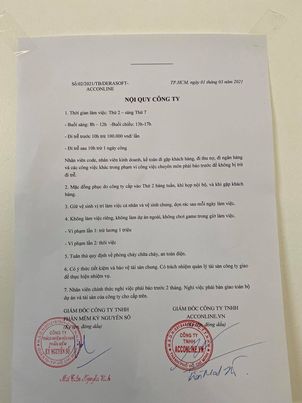 Số:02/2021/TB/DERASOFT-
ACCONLINE
TP.HCM, ngày 01 tháng 03 năm 2021
NỘI QUY CÔNG TY
1. Thời gian làm việc: Thứ 2 – sáng Thứ 7
- Buổi sáng: 8h – 12h -Buổi chiều: 13h-17h
- Đi trễ trước 10h trừ 100.000 vnđ/ lần
- Đi trễ sau 10h trừ 1 ngày công
Nhân viên code, nhân viên kinh doanh, kế toán đi gặp khách hàng, đi thu nợ, đi ngân hàng
và các công việc khác trong phạm vi công việc chuyên môn phải báo trước để không bị trừ
đi trễ.
2. Mặc đồng phục do công ty cấp vào Thứ 2 hàng tuần, khi họp nội bộ, và khi gặp khách
hàng.
3. Giữ vệ sinh vị trí làm việc cá nhân và vệ sinh chung, dọn rác sau mỗi ngày làm việc.
4. Không làm việc riêng, không làm dự án ngoài, không chơi game trong giờ làm việc.
- Vi phạm lần 1: trừ lương 1 triệu
- Vi phạm lần 2: thôi việc
5. Tuân thủ quy định về phòng cháy chữa cháy, an toàn điện.
6. Có ý thức tiết kiệm và bảo vệ tài sản chung. Có trách nhiệm quản lý tài sản công ty giao để
thực hiện nhiệm vụ.
7. Nhân viên chính thức nghỉ việc phải báo trước 2 tháng. Nghỉ việc phải bàn giao toàn bộ
dự án và tài sản của công ty cho cấp trên.
GIÁM ĐỐC CÔNG TY TNHH
PHẦN MỀM KỶ NGUYÊN SỐ
(Ký tên, đóng dấu)
GIÁM ĐỐC CÔNG TY TNHH
ACCONLINE.VN
(Ký tên, đóng dấu)
CÔNG TY
TRÁCH NHIỆM HỮU HẠN
PHẦN MỀM
KỶ NGUYÊN SỐ
CÔNG TY
TNHH
ACCONLINE.VN